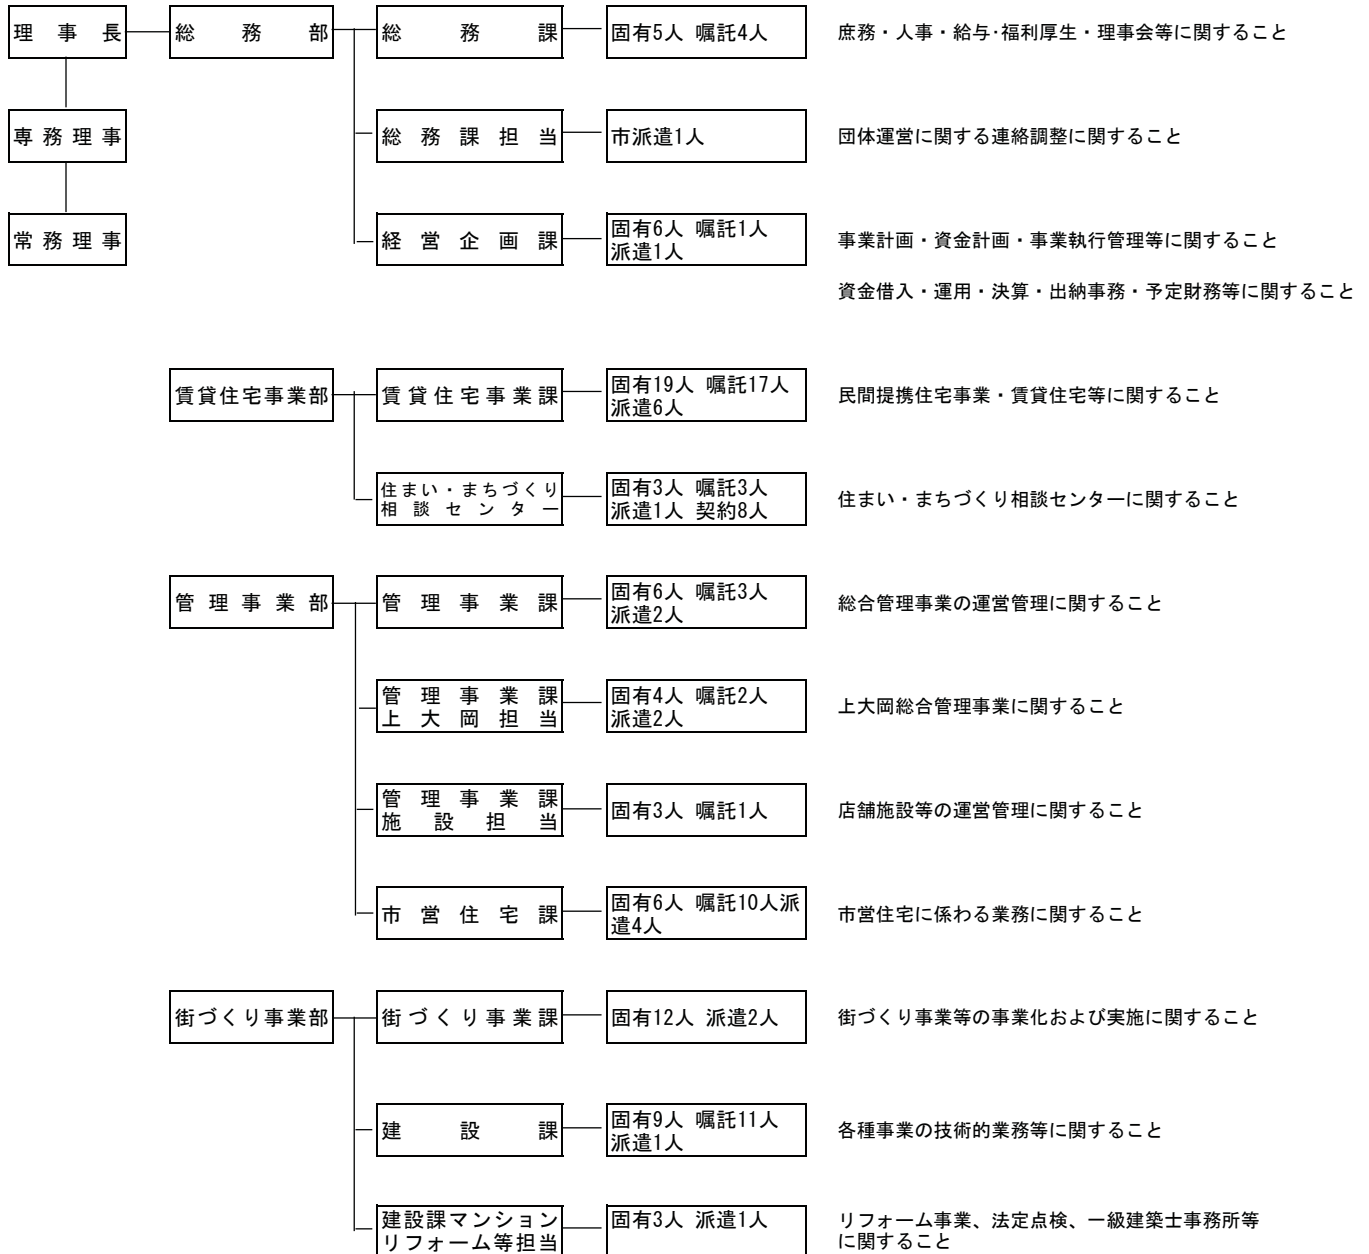 理事長
総務部
総務課
固有5人 嘱託4人
庶務・人事・給与･福利厚生・理事会等に関すること
専務理事
総務課担当
市派遣1人
団体運営に関する連絡調整に関すること
常務理事
経営企画課
固有6人 嘱託1人
派遣1人
事業計画・資金計画・事業執行管理等に関すること
資金借入・運用・決算・出納事務・予定財務等に関すること
賃貸住宅事業部
賃貸住宅事業課
固有19人 嘱託17人
派遣6人
民間提携住宅事業・賃貸住宅等に関すること
住まい・まちづくり
相談センター
固有3人 嘱託3人
派遣1人 契約8人
住まい・まちづくり相談センターに関すること
管理事業部
管理事業課
固有6人 嘱託3人
派遣2人
総合管理事業の運営管理に関すること
管理事業課
上大岡担当
固有4人 嘱託2人
派遣2人
上大岡総合管理事業に関すること
管理事業課
施設担当
固有3人 嘱託1人
店舗施設等の運営管理に関すること
市営住宅課
固有6人 嘱託10人派
遣4人
市営住宅に係わる業務に関すること
街づくり事業部
街づくり事業課
固有12人 派遣2人
街づくり事業等の事業化および実施に関すること
建設課
固有9人 嘱託11人
派遣1人
各種事業の技術的業務等に関すること
建設課マンション
リフォーム等担当
固有3人 派遣1人
リフォーム事業、法定点検、一級建築士事務所等
に関すること